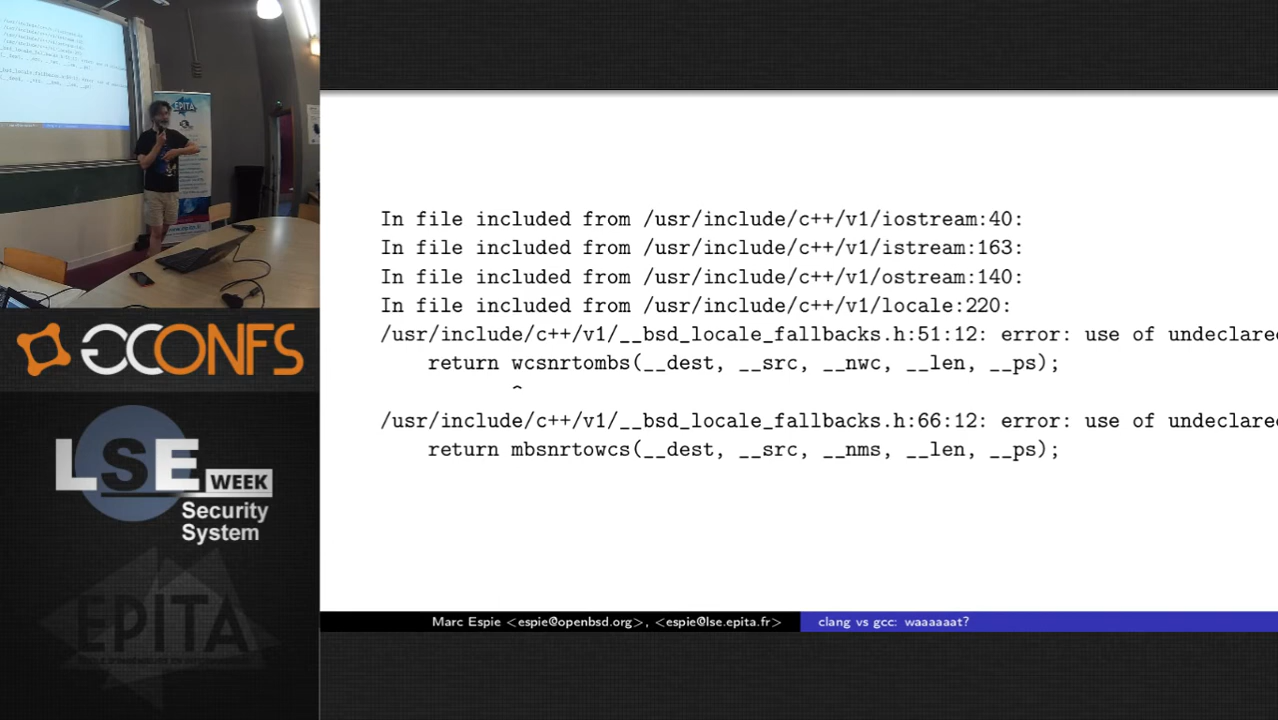 EPITA
In file included from /usr/include/c++/v1/iostream:40:
In file included from /usr/include/c++/v1/istream:163:
In file included from /usr/include/c++/v1/ostream:140:
In file included from /usr/include/c++/v1/locale:220:
/usr/include/c++/v1/__bsd_locale_fallbacks.h:51:12: error: use of undeclared
return wcsnrtombs(__dest, __src, __nwc, __len, __ps);
^
/usr/include/c++/v1/__bsd_locale_fallbacks.h:66:12: error: use of undeclared
return mbsnrtowcs(__dest, __src, __nms, __len, __ps);
GCONFS
LSE WEEK
Security
System
EPITA
Marc Espie <espie@openbsd.org>, <espie@lse.epita.fr>
clang vs gcc: waaaaaat?